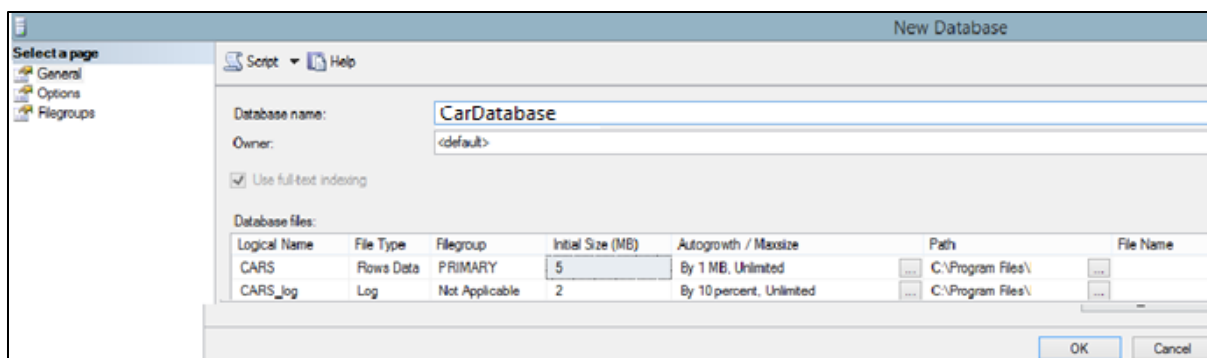 New Database
Select a page
General
Options
Filegroups
Script Help
Database name: CarDatabase
Owner: <default>
Use full-text indexing
Database files:
Logical Name File Type Filegroup Initial Size (MB) Autogrowth / Maxsize Path File Name
CARS Rows Data PRIMARY 5 By 1 MB, Unlimited ... C:\Program Files\ ...
CARS_log Log Not Applicable 2 By 10 percent, Unlimited ... C:\Program Files\ ...
OK Cancel